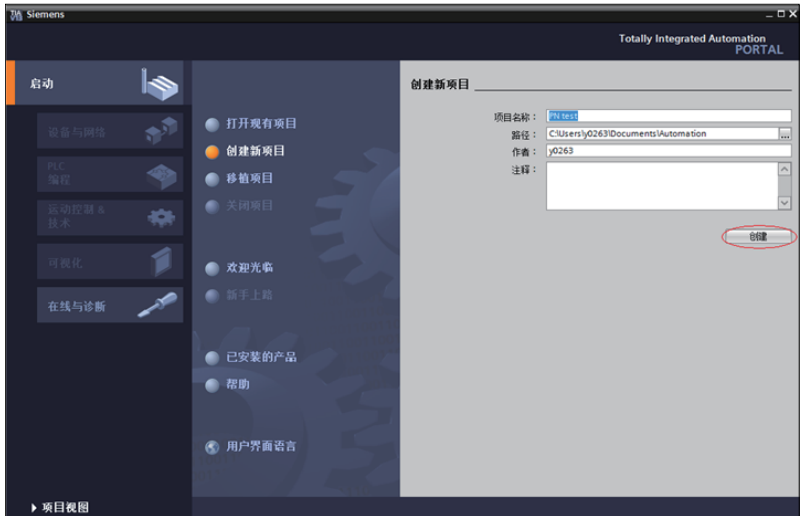 Siemens
Totally Integrated Automation
PORTAL
启动
设备与网络
PLC
编程
运动控制 &
技术
可视化
在线与诊断
打开现有项目
创建新项目
移植项目
关闭项目
欢迎光临
新手上路
已安装的产品
帮助
用户界面语言
创建新项目
项目名称： PN test
路径： C:\Users\y0263\Documents\Automation
作者： y0263
注释：
创建
项目视图